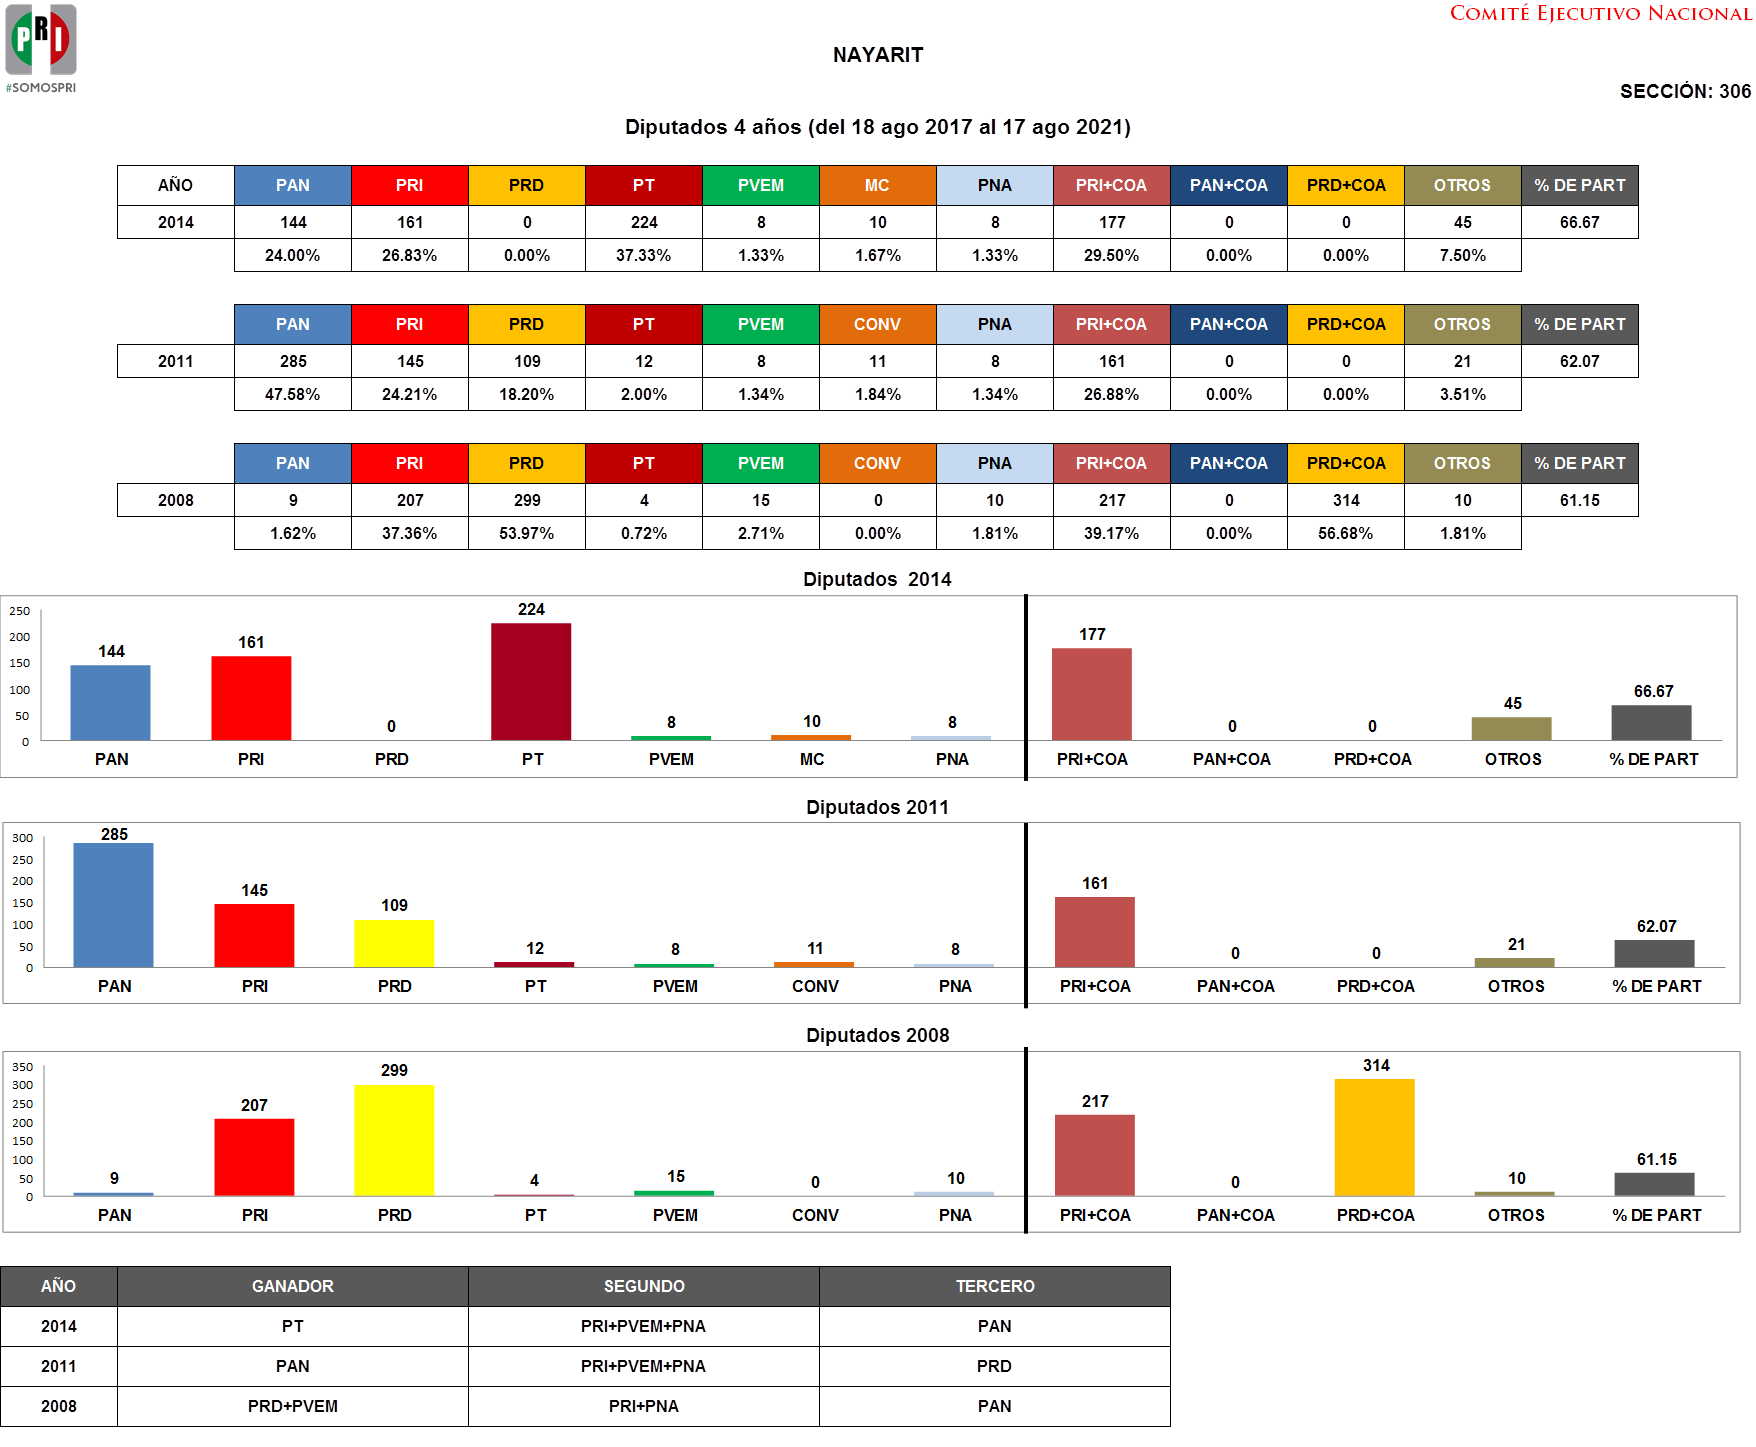 PRI
#SOMOSPRI
COMITÉ EJECUTIVO NACIONAL
NAYARIT
SECCIÓN: 306
Diputados 4 años (del 18 ago 2017 al 17 ago 2021)
AÑO PAN PRI PRD PT PVEM MC PNA PRI+COA PAN+COA PRD+COA OTROS % DE PART
2014 144 161 0 224 8 10 8 177 0 0 45 66.67
24.00% 26.83% 0.00% 37.33% 1.33% 1.67% 1.33% 29.50% 0.00% 0.00% 7.50%
PAN PRI PRD PT PVEM CONV PNA PRI+COA PAN+COA PRD+COA OTROS % DE PART
2011 285 145 109 12 8 11 8 161 0 0 21 62.07
47.58% 24.21% 18.20% 2.00% 1.34% 1.84% 1.34% 26.88% 0.00% 0.00% 3.51%
PAN PRI PRD PT PVEM CONV PNA PRI+COA PAN+COA PRD+COA OTROS % DE PART
2008 9 207 299 4 15 0 10 217 0 314 10 61.15
1.62% 37.36% 53.97% 0.72% 2.71% 0.00% 1.81% 39.17% 0.00% 56.68% 1.81%
Diputados 2014
250
200
150
100
50
0
144 161 0 224 8 10 8 177 0 0 45 66.67
PAN PRI PRD PT PVEM MC PNA PRI+COA PAN+COA PRD+COA OTROS % DE PART
Diputados 2011
300
250
200
150
100
50
0
285 145 109 12 8 11 8 161 0 0 21 62.07
PAN PRI PRD PT PVEM CONV PNA PRI+COA PAN+COA PRD+COA OTROS % DE PART
Diputados 2008
350
300
250
200
150
100
50
0
9 207 299 4 15 0 10 217 0 314 10 61.15
PAN PRI PRD PT PVEM CONV PNA PRI+COA PAN+COA PRD+COA OTROS % DE PART
AÑO GANADOR SEGUNDO TERCERO
2014 PT PRI+PVEM+PNA PAN
2011 PAN PRI+PVEM+PNA PRD
2008 PRD+PVEM PRI+PNA PAN